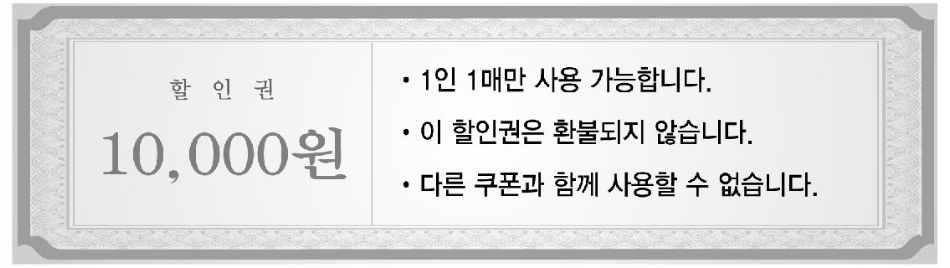 할 인 권
10,000원
• 1인 1매만 사용 가능합니다.
• 이 할인권은 환불되지 않습니다.
• 다른 쿠폰과 함께 사용할 수 없습니다.